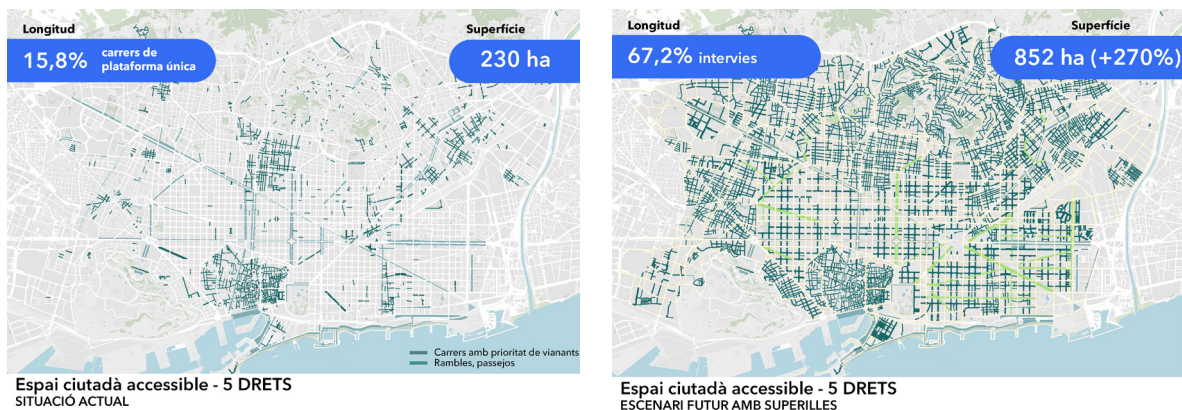 Longitud
15,8% carrers de
plataforma única
Superfície
230 ha
Carrers amb prioritat de vianants
Rambles, passejos
Espai ciutadà accessible - 5 DRETS
SITUACIÓ ACTUAL
Longitud
67,2% intervies
Superfície
852 ha (+270%)
Espai ciutadà accessible - 5 DRETS
ESCENARI FUTUR AMB SUPERILLES